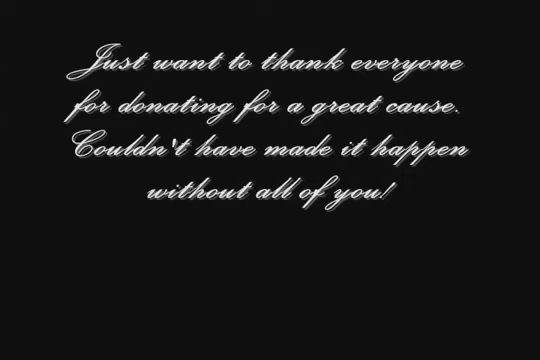 Just want to thank everyone
for donating for a great cause.
Couldn't have made it happen
without all of you!